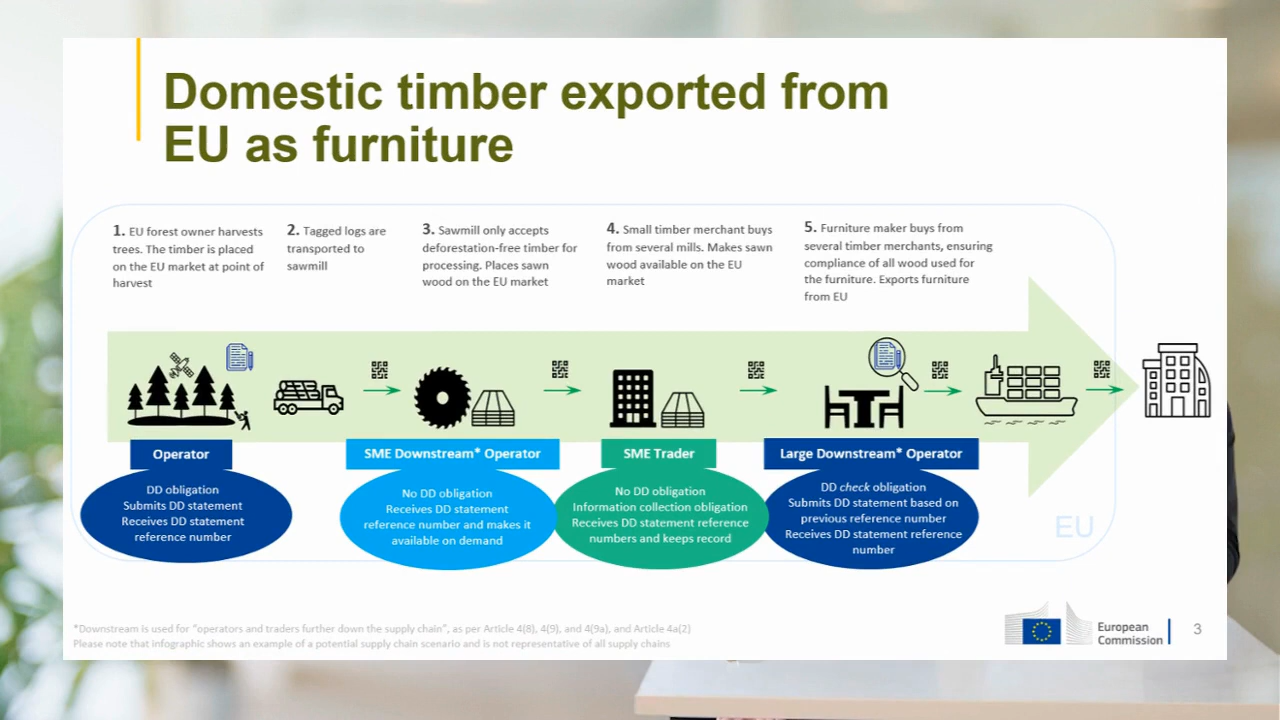 Domestic timber exported from
EU as furniture
1. EU forest owner harvests
trees. The timber is placed
on the EU market at point of
harvest
2. Tagged logs are
transported to
sawmill
3. Sawmill only accepts
deforestation-free timber for
processing. Places sawn
wood on the EU market
4. Small timber merchant buys
from several mills. Makes sawn
wood available on the EU
market
5. Furniture maker buys from
several timber merchants, ensuring
compliance of all wood used for
the furniture. Exports furniture
from EU
Operator
DD obligation
Submits DD statement
Receives DD statement
reference number
SME Downstream* Operator
No DD obligation
Receives DD statement
reference number and makes it
available on demand
SME Trader
No DD obligation
Information collection obligation
Receives DD statement reference
numbers and keeps record
Large Downstream* Operator
DD check obligation
Submits DD statement based on
previous reference number
Receives DD statement reference
number
EU
*Downstream is used for "operators and traders further down the supply chain", as per Article 4(8), 4(9), and 4(9a), and Article 4a(2)
Please note that infographic shows an example of a potential supply chain scenario and is not representative of all supply chains
European
Commission
3